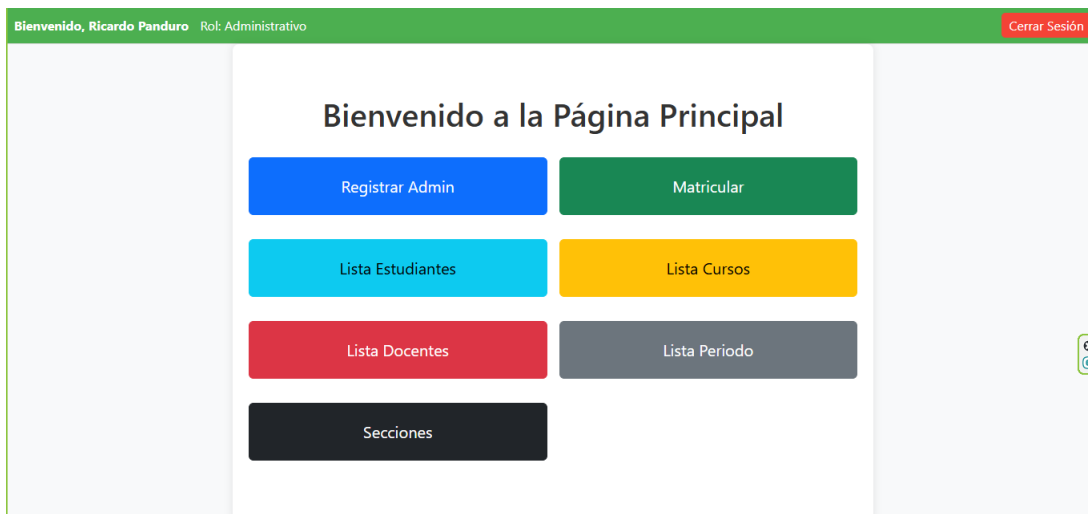 Bienvenido, Ricardo Panduro Rol: Administrativo Cerrar Sesión
Bienvenido a la Página Principal
Registrar Admin Matricular
Lista Estudiantes Lista Cursos
Lista Docentes Lista Periodo
Secciones